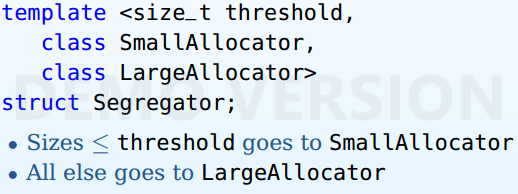 template <size_t threshold,
class SmallAllocator,
class LargeAllocator>
struct Segregator;
DEMO VERSION
• Sizes ≤ threshold goes to SmallAllocator
• All else goes to LargeAllocator